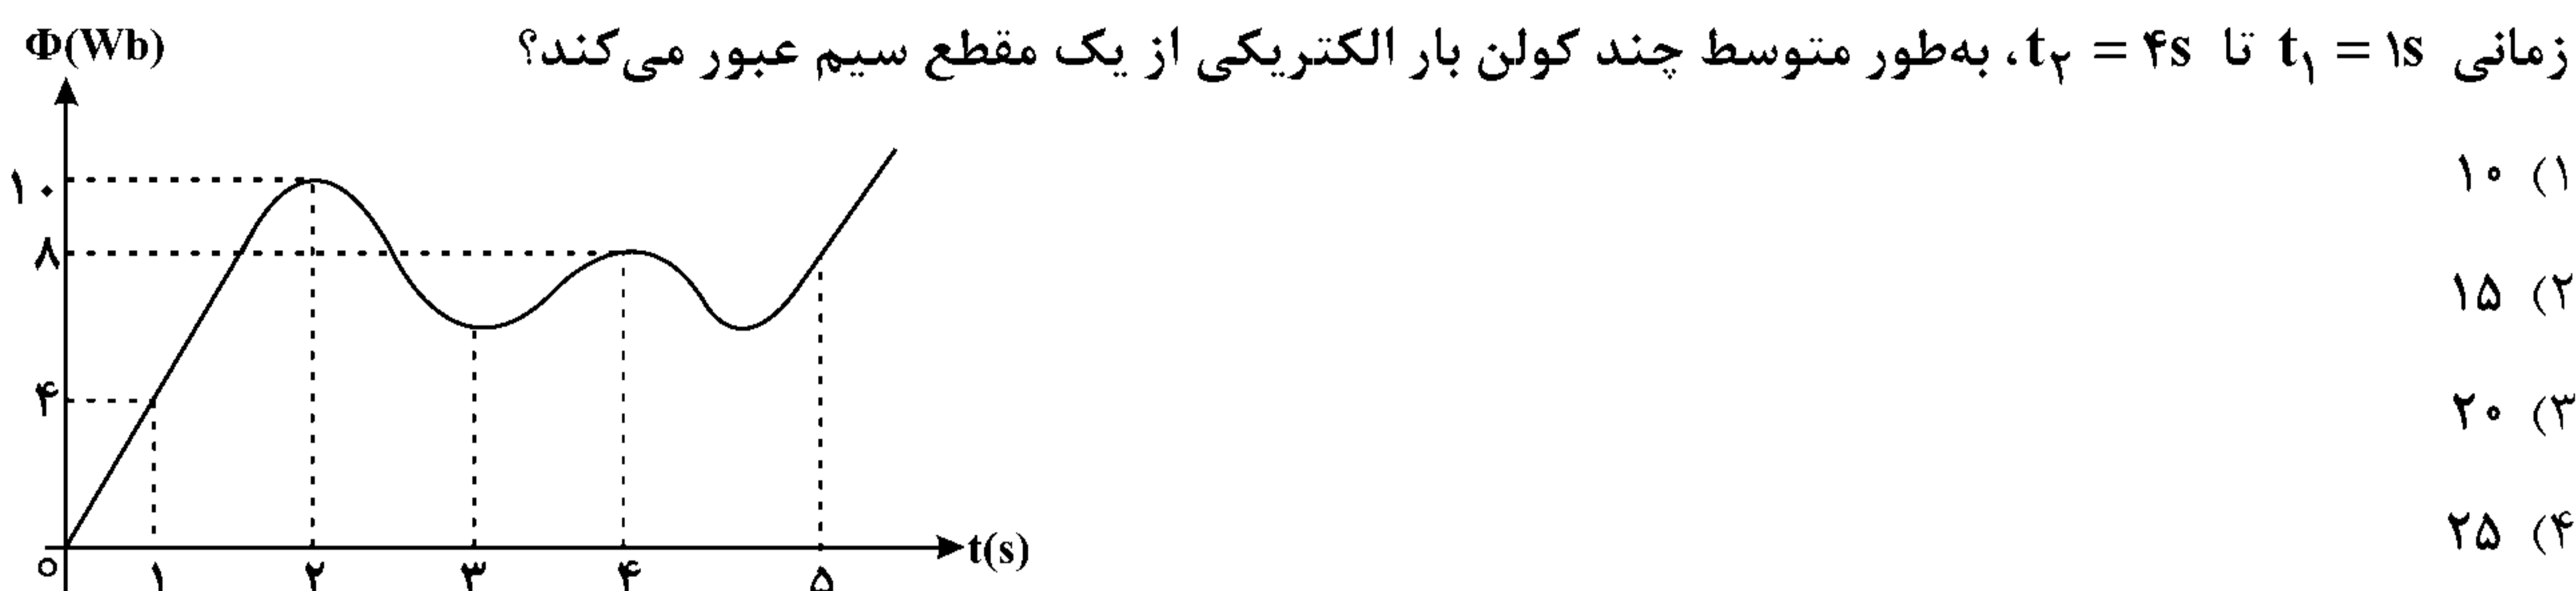 زمانی t₁ = ۱s تا t₂ = ۴s، به‌طور متوسط چند کولن بار الکتریکی از یک مقطع سیم عبور می‌کند؟
۱) ۱۰
۲) ۱۵
۳) ۲۰
۴) ۲۵
Φ(Wb)
۱۰
۸
۴
۰ ۱ ۲ ۳ ۴ ۵ t(s)